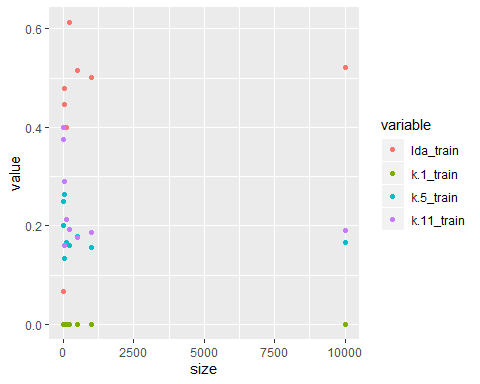 0.6
0.4
0.2
0.0
value
0
2500
5000
7500
10000
size
variable
lda_train
k.1_train
k.5_train
k.11_train